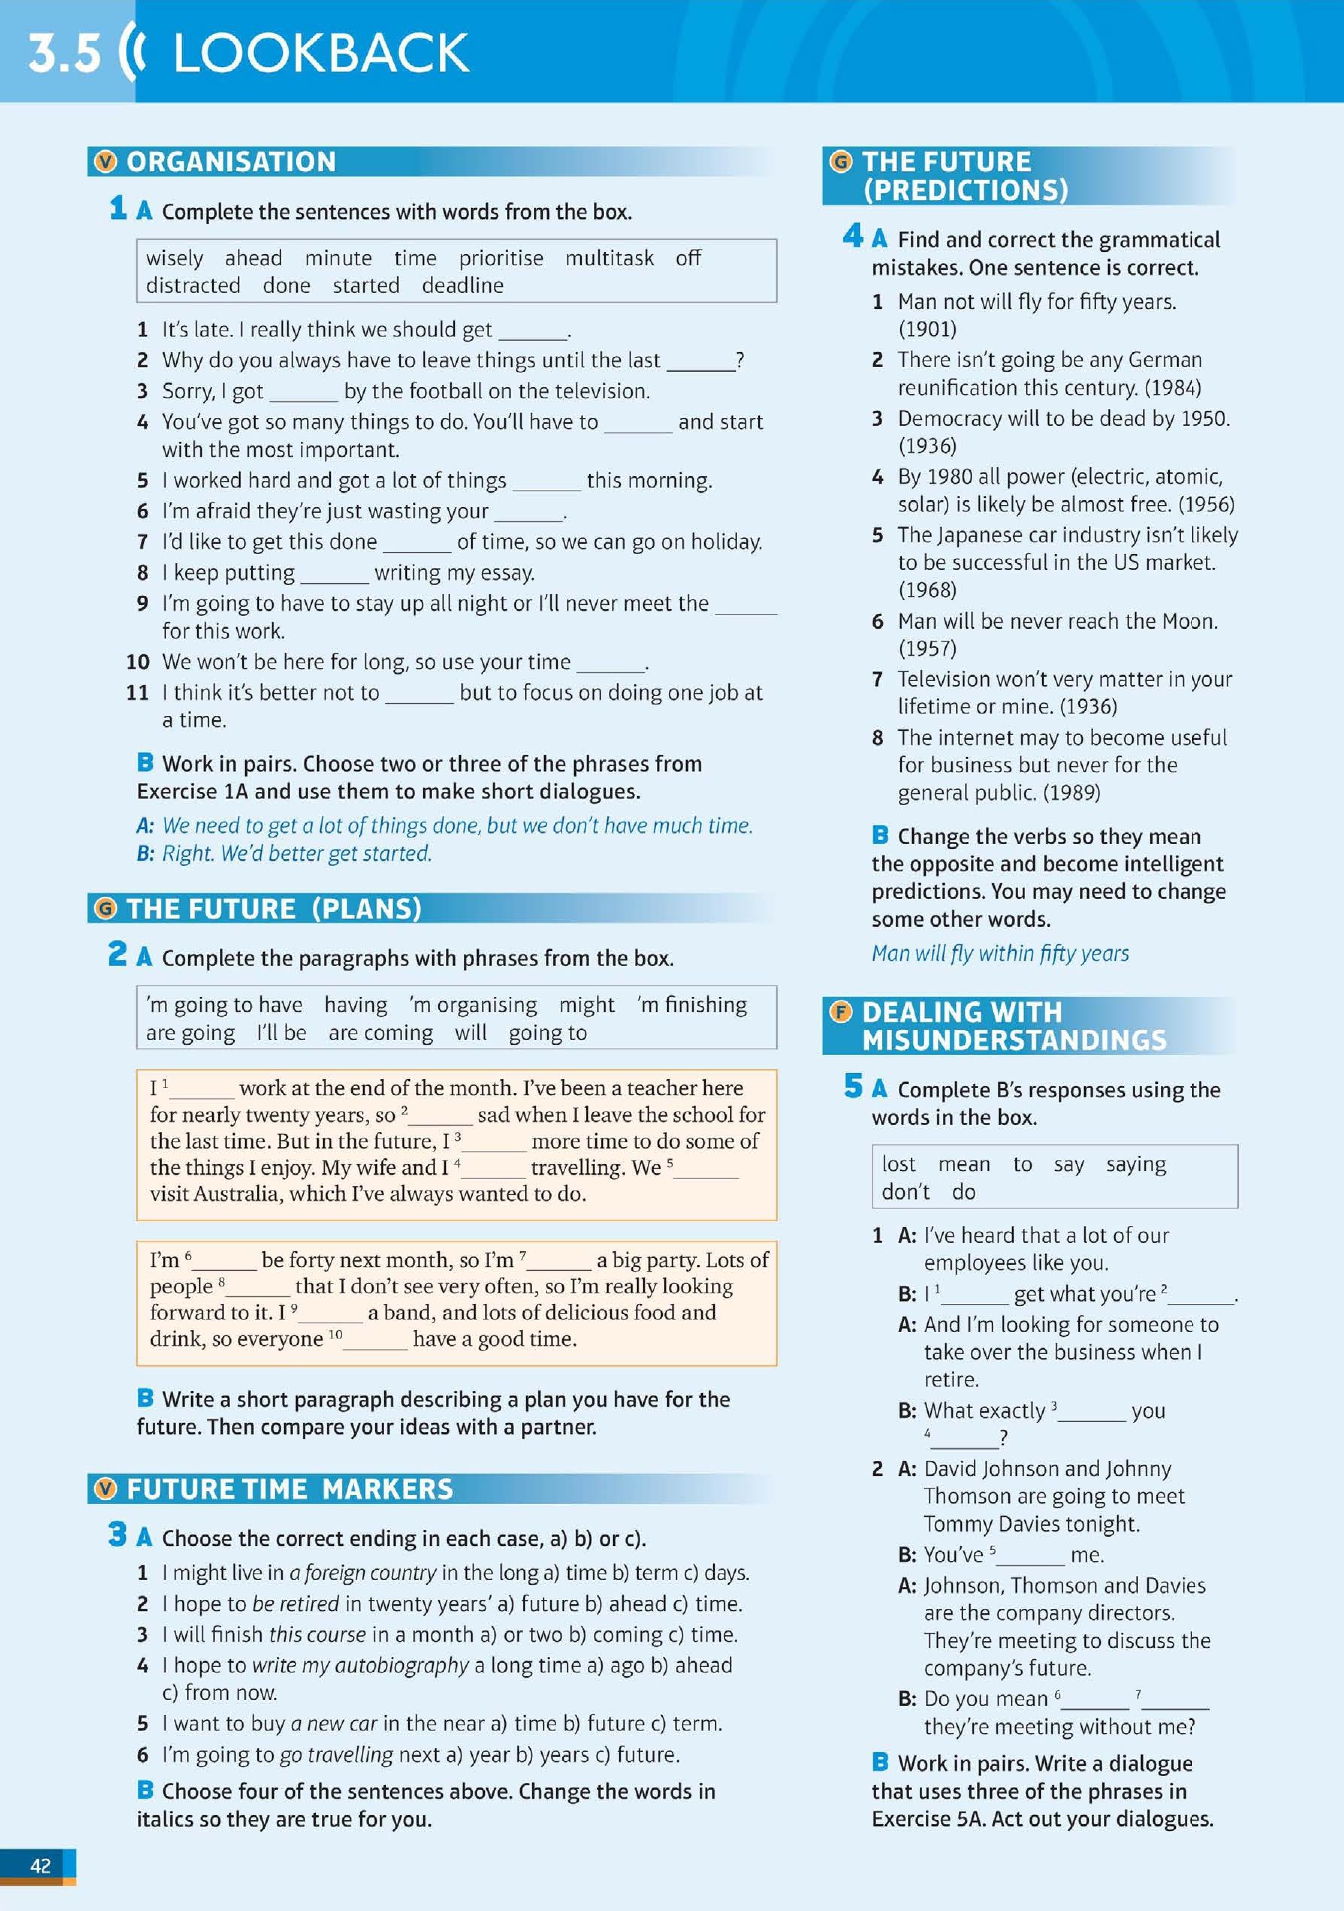 3.5 (( LOOKBACK
V ORGANISATION
1 A Complete the sentences with words from the box.
wisely ahead minute time prioritise multitask off
distracted done started deadline
1 It's late. I really think we should get ______.
2 Why do you always have to leave things until the last ______?
3 Sorry, I got ______ by the football on the television.
4 You've got so many things to do. You'll have to ______ and start
with the most important.
5 I worked hard and got a lot of things ______ this morning.
6 I'm afraid they're just wasting your ______.
7 I'd like to get this done ______ of time, so we can go on holiday.
8 I keep putting ______ writing my essay.
9 I'm going to have to stay up all night or I'll never meet the ______
for this work.
10 We won't be here for long, so use your time ______.
11 I think it's better not to ______ but to focus on doing one job at
a time.
B Work in pairs. Choose two or three of the phrases from
Exercise 1A and use them to make short dialogues.
A: We need to get a lot of things done, but we don't have much time.
B: Right. We'd better get started.
G THE FUTURE (PLANS)
2 A Complete the paragraphs with phrases from the box.
'm going to have having 'm organising might 'm finishing
are going I'll be are coming will going to
I 1______ work at the end of the month. I've been a teacher here
for nearly twenty years, so 2______ sad when I leave the school for
the last time. But in the future, I 3______ more time to do some of
the things I enjoy. My wife and I 4______ travelling. We 5______
visit Australia, which I've always wanted to do.
I'm 6______ be forty next month, so I'm 7______ a big party. Lots of
people 8______ that I don't see very often, so I'm really looking
forward to it. I 9______ a band, and lots of delicious food and
drink, so everyone 10______ have a good time.
B Write a short paragraph describing a plan you have for the
future. Then compare your ideas with a partner.
V FUTURE TIME MARKERS
3 A Choose the correct ending in each case, a) b) or c).
1 I might live in a foreign country in the long a) time b) term c) days.
2 I hope to be retired in twenty years' a) future b) ahead c) time.
3 I will finish this course in a month a) or two b) coming c) time.
4 I hope to write my autobiography a long time a) ago b) ahead
c) from now.
5 I want to buy a new car in the near a) time b) future c) term.
6 I'm going to go travelling next a) year b) years c) future.
B Choose four of the sentences above. Change the words in
italics so they are true for you.
G THE FUTURE
(PREDICTIONS)
4 A Find and correct the grammatical
mistakes. One sentence is correct.
1 Man not will fly for fifty years.
(1901)
2 There isn't going be any German
reunification this century. (1984)
3 Democracy will to be dead by 1950.
(1936)
4 By 1980 all power (electric, atomic,
solar) is likely be almost free. (1956)
5 The Japanese car industry isn't likely
to be successful in the US market.
(1968)
6 Man will be never reach the Moon.
(1957)
7 Television won't very matter in your
lifetime or mine. (1936)
8 The internet may to become useful
for business but never for the
general public. (1989)
B Change the verbs so they mean
the opposite and become intelligent
predictions. You may need to change
some other words.
Man will fly within fifty years
F DEALING WITH
MISUNDERSTANDINGS
5 A Complete B's responses using the
words in the box.
lost mean to say saying
don't do
1 A: I've heard that a lot of our
employees like you.
B: I 1______ get what you're 2______.
A: And I'm looking for someone to
take over the business when I
retire.
B: What exactly 3______ you
4______?
2 A: David Johnson and Johnny
Thomson are going to meet
Tommy Davies tonight.
B: You've 5______ me.
A: Johnson, Thomson and Davies
are the company directors.
They're meeting to discuss the
company's future.
B: Do you mean 6______ 7______
they're meeting without me?
B Work in pairs. Write a dialogue
that uses three of the phrases in
Exercise 5A. Act out your dialogues.
42